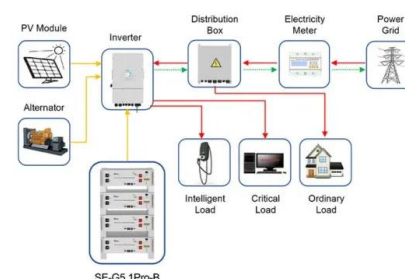 PV Module
Inverter
Distribution
Box
Electricity
Meter
Power
Grid
Alternator
Intelligent
Load
Critical
Load
Ordinary
Load
SE-G5.1Pro-B